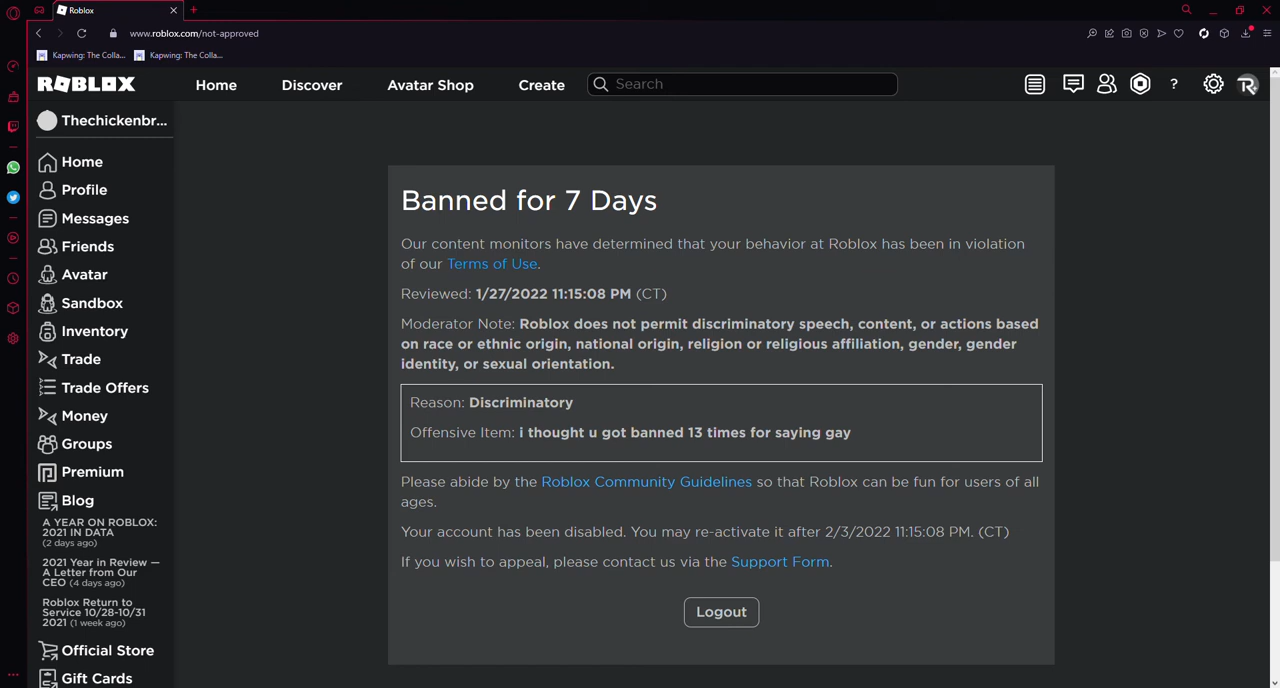 Roblox
www.roblox.com/not-approved
Kapwing: The Colla...
Kapwing: The Colla...
ROBLOX
Home
Discover
Avatar Shop
Create
Search
?
Thechickenbr...
Home
Profile
Messages
Friends
Avatar
Sandbox
Inventory
Trade
Trade Offers
Money
Groups
Premium
Blog
A YEAR ON ROBLOX:
2021 IN DATA
(2 days ago)
2021 Year in Review —
A Letter from Our
CEO (4 days ago)
Roblox Return to
Service 10/28-10/31
2021 (1 week ago)
Official Store
Gift Cards
Banned for 7 Days
Our content monitors have determined that your behavior at Roblox has been in violation
of our Terms of Use.
Reviewed: 1/27/2022 11:15:08 PM (CT)
Moderator Note: Roblox does not permit discriminatory speech, content, or actions based
on race or ethnic origin, national origin, religion or religious affiliation, gender, gender
identity, or sexual orientation.
Reason: Discriminatory
Offensive Item: i thought u got banned 13 times for saying gay
Please abide by the Roblox Community Guidelines so that Roblox can be fun for users of all
ages.
Your account has been disabled. You may re-activate it after 2/3/2022 11:15:08 PM. (CT)
If you wish to appeal, please contact us via the Support Form.
Logout